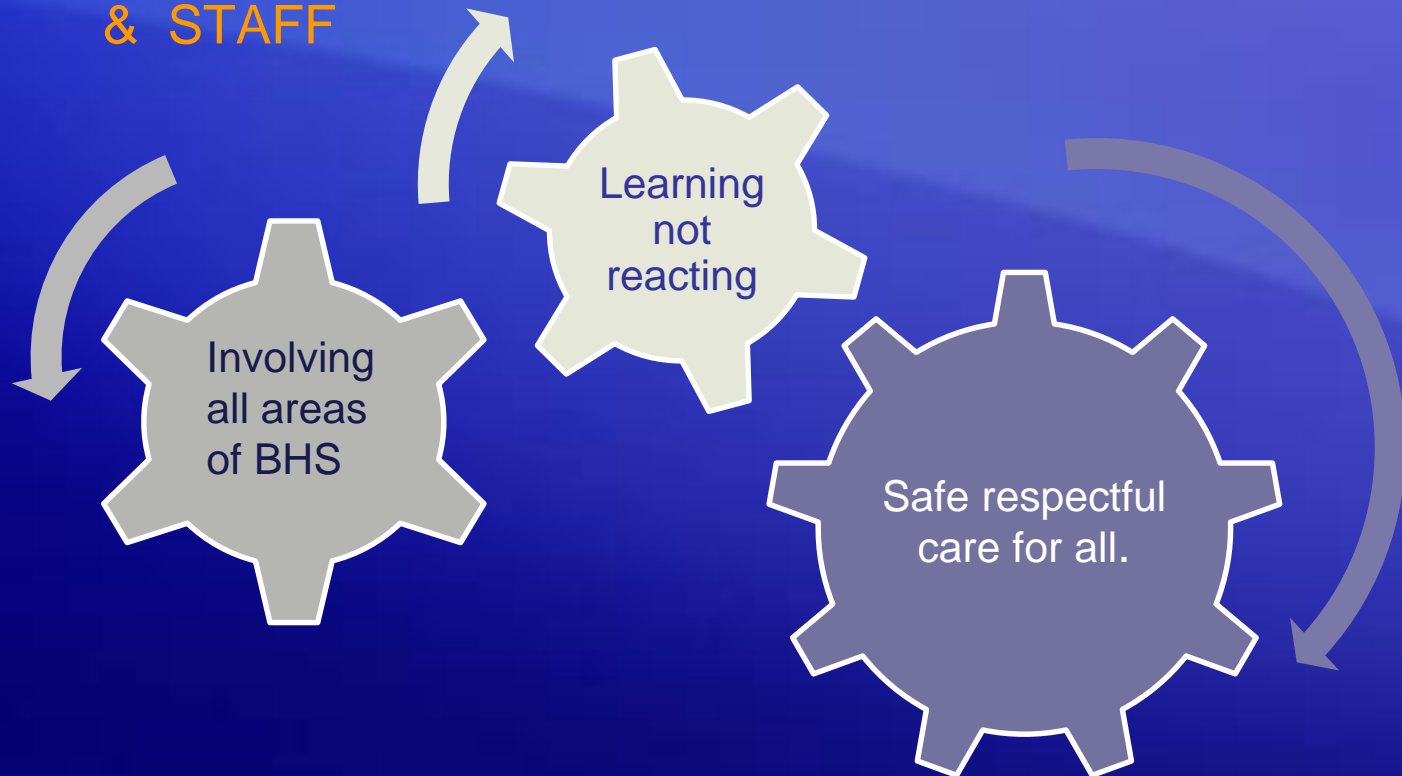 & STAFF
Learning
not
reacting
Involving
all areas
of BHS
Safe respectful
care for all.